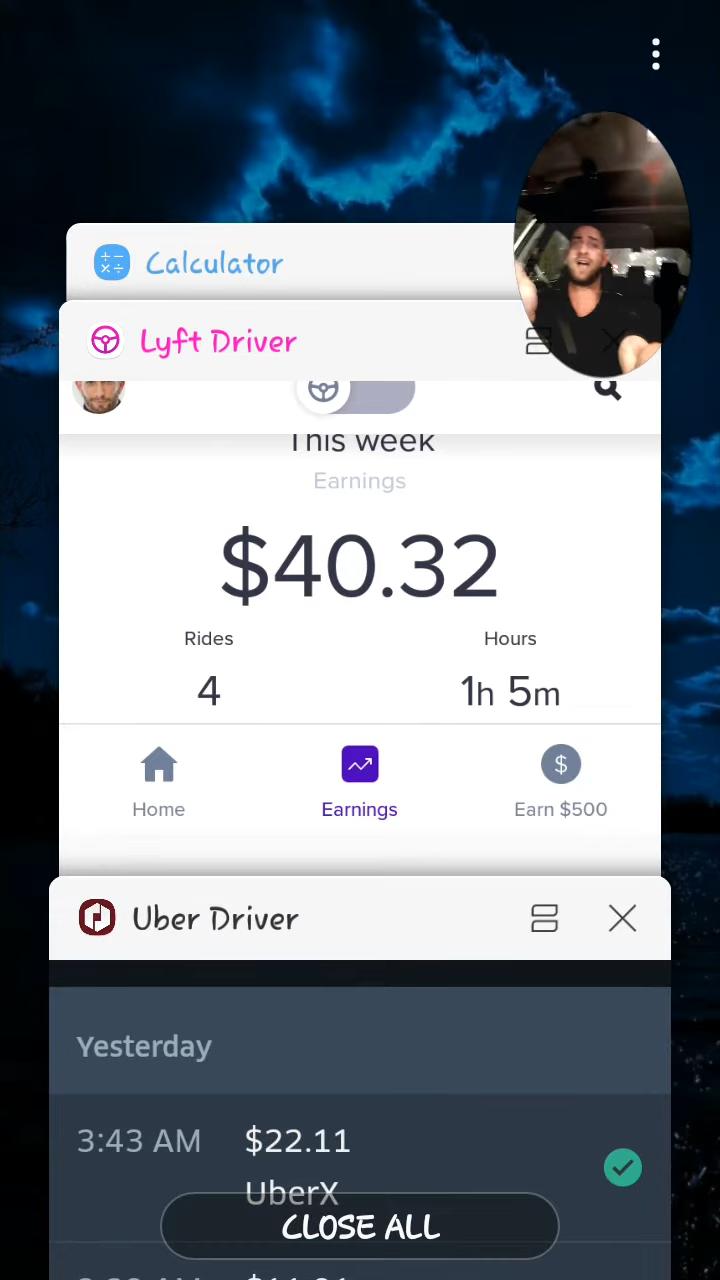 Calculator
Lyft Driver
This week
Earnings
$40.32
Rides
Hours
4
1h 5m
Home
Earnings
$
Earn $500
Uber Driver
Yesterday
3:43 AM
$22.11
UberX
CLOSE ALL